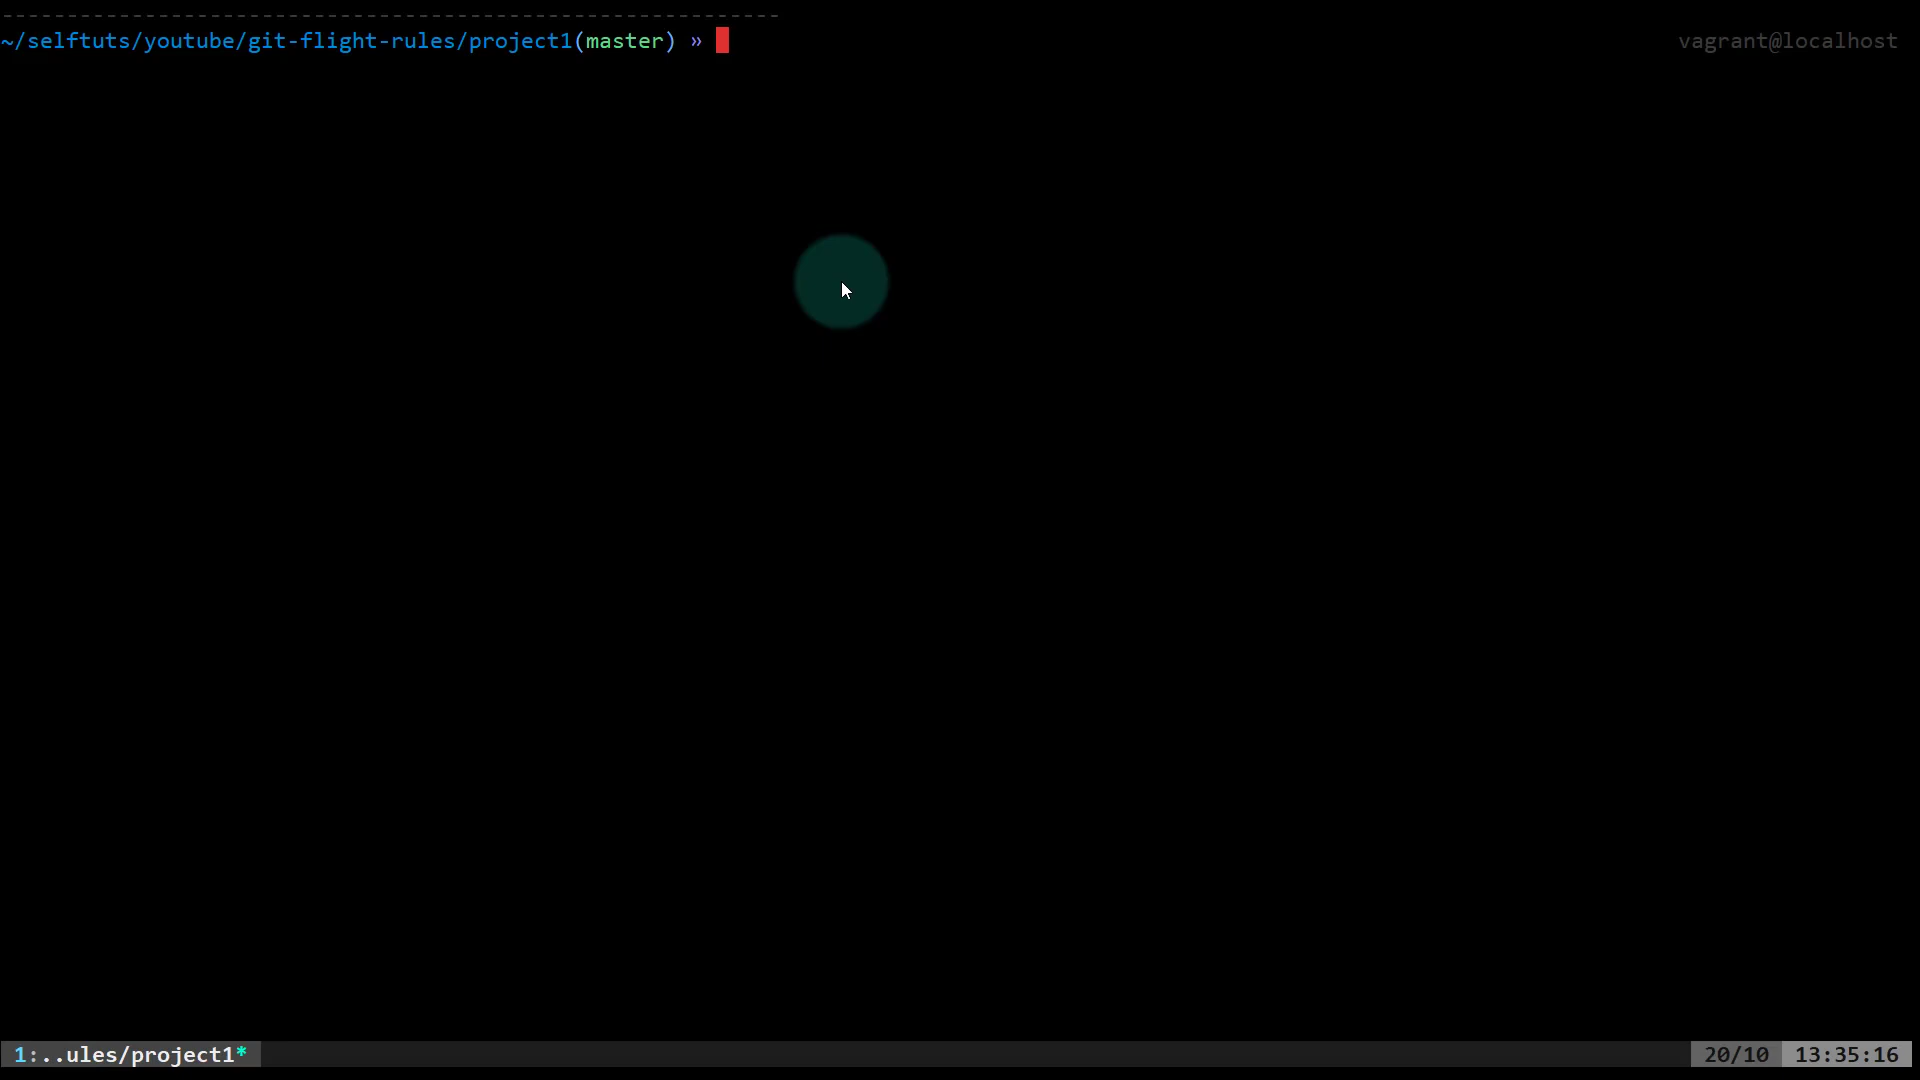 ------------------------------------------------------------
~/selftuts/youtube/git-flight-rules/project1(master) » vagrant@localhost
1:..ules/project1* 20/10 13:35:16